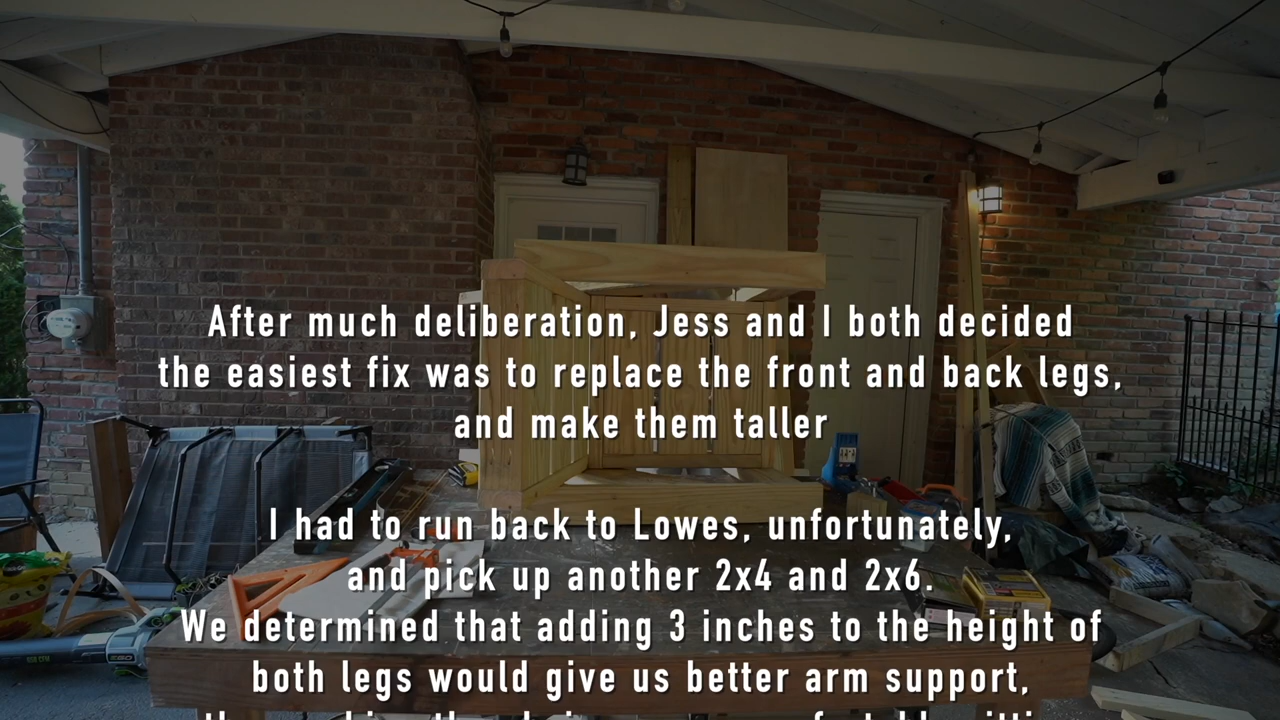 After much deliberation, Jess and I both decided
the easiest fix was to replace the front and back legs,
and make them taller
I had to run back to Lowes, unfortunately,
and pick up another 2x4 and 2x6.
We determined that adding 3 inches to the height of
both legs would give us better arm support,